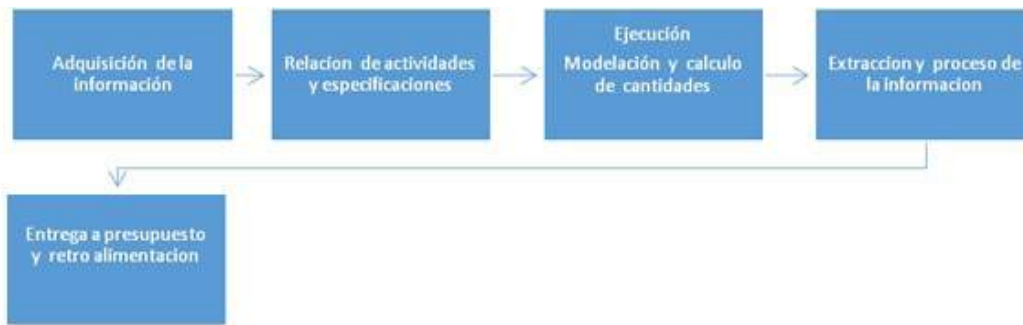 Adquisición de la
información
Relacion de actividades
y especificaciones
Ejecución
Modelación y calculo
de cantidades
Extraccion y proceso de
la informacion
Entrega a presupuesto
y retro alimentacion